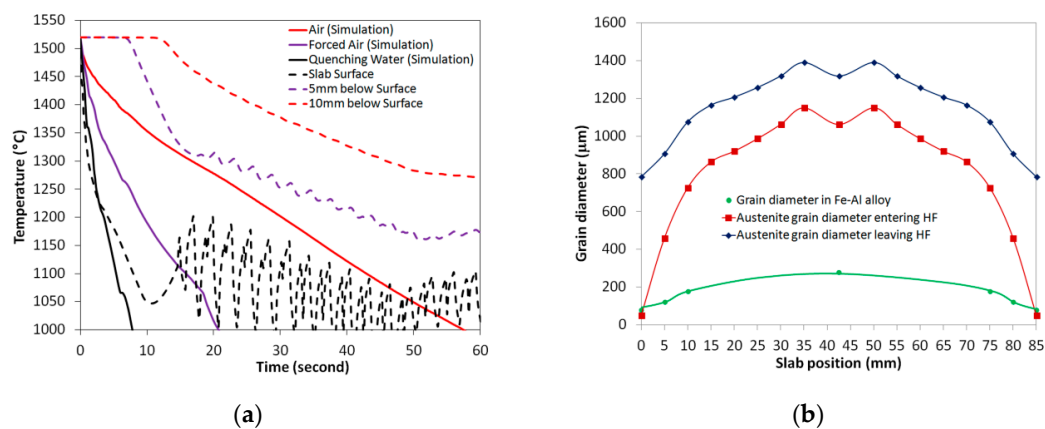 1550
1500
1450
1400
1350
1300
1250
1200
1150
1100
1050
1000
Temperature (°C)
0 10 20 30 40 50 60
Time (second)
Air (Simulation)
Forced Air (Simulation)
Quenching Water (Simulation)
Slab Surface
5mm below Surface
10mm below Surface
(a)
1600
1400
1200
1000
800
600
400
200
0
Grain diameter (μm)
0 5 10 15 20 25 30 35 40 45 50 55 60 65 70 75 80 85
Slab position (mm)
Grain diameter in Fe-Al alloy
Austenite grain diameter entering HF
Austenite grain diameter leaving HF
(b)